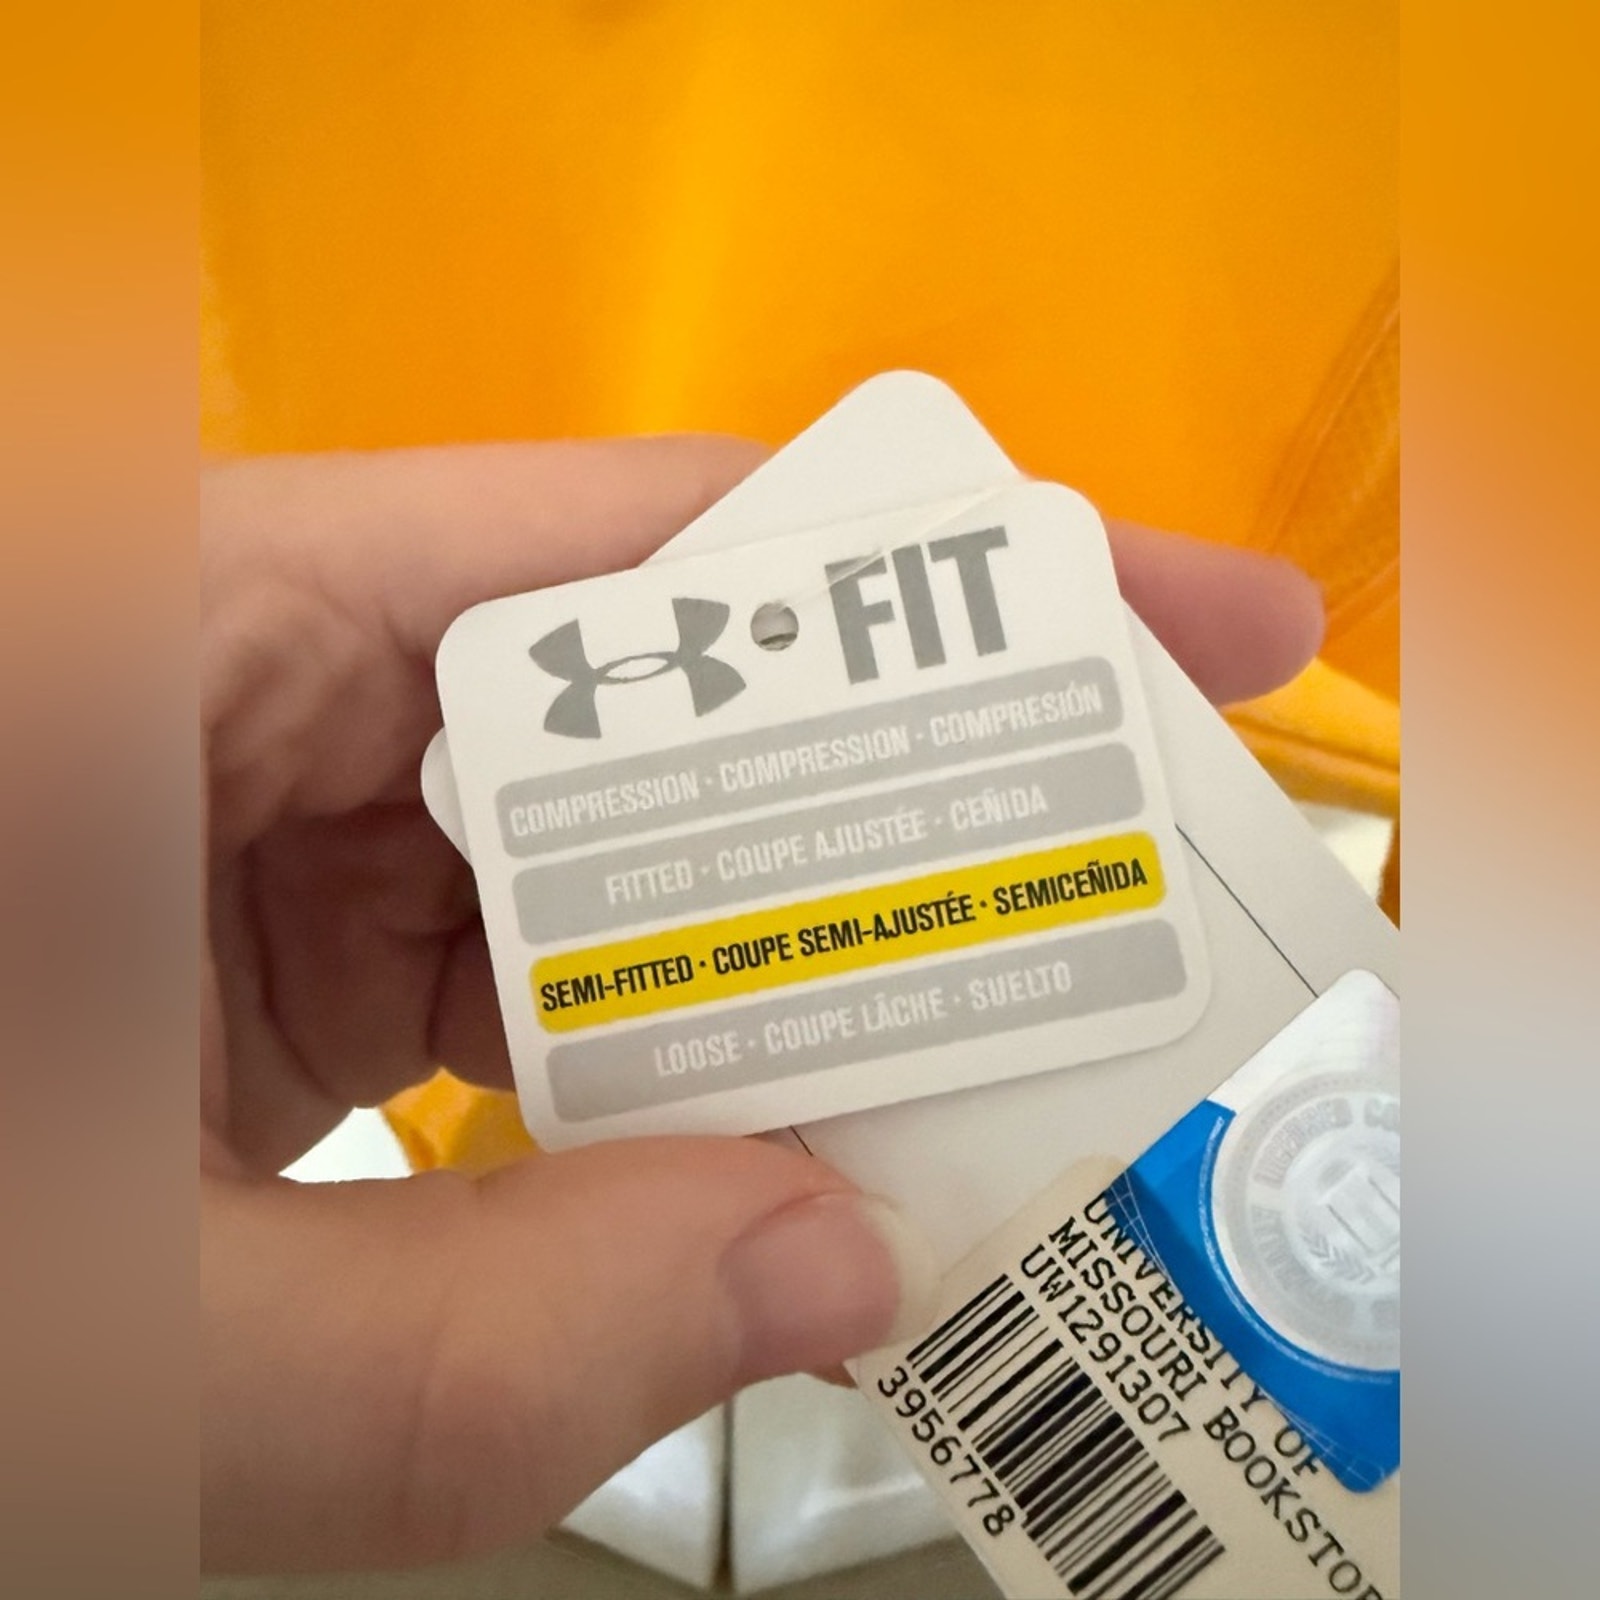 FIT
COMPRESSION · COMPRESSION · COMPRESIÓN
FITTED · COUPE AJUSTÉE · CEÑIDA
SEMI-FITTED · COUPE SEMI-AJUSTÉE · SEMICEÑIDA
LOOSE · COUPE LÂCHE · SUELTO
UNIVERSITY OF
MISSOURI BOOKSTOR
UW1291307
3956778